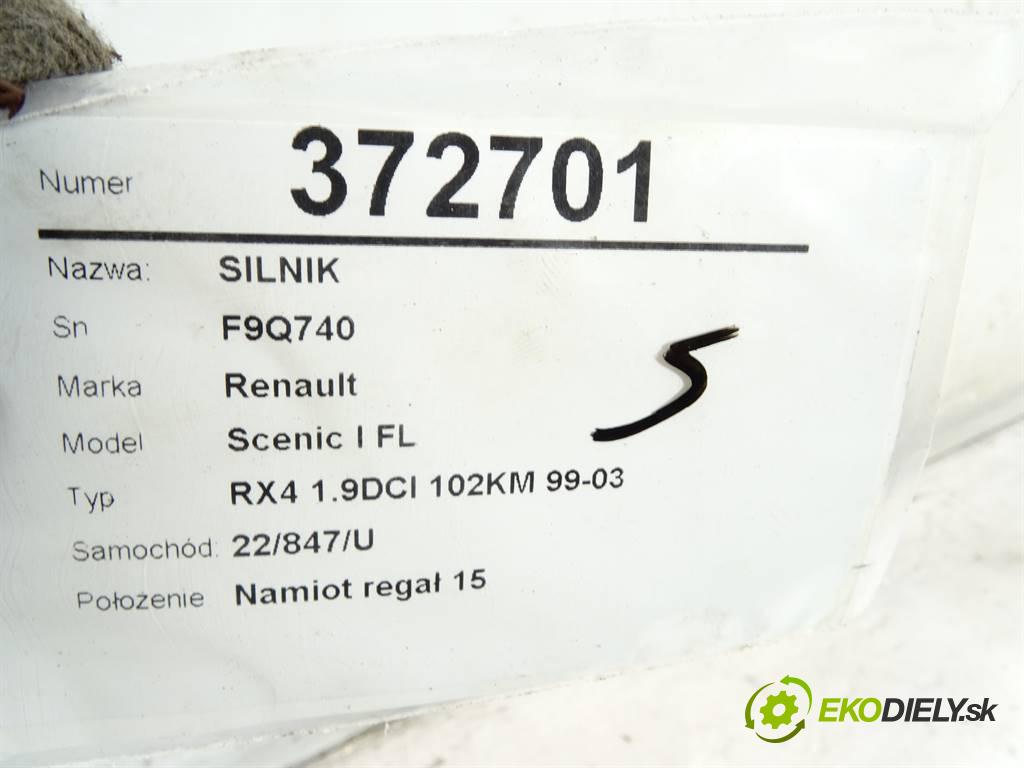 Numer 372701
Nazwa: SILNIK
Sn F9Q740
Marka Renault
Model Scenic I FL
Typ RX4 1.9DCI 102KM 99-03
Samochód: 22/847/U
Położenie Namiot regał 15
S
EKODIELY.sk